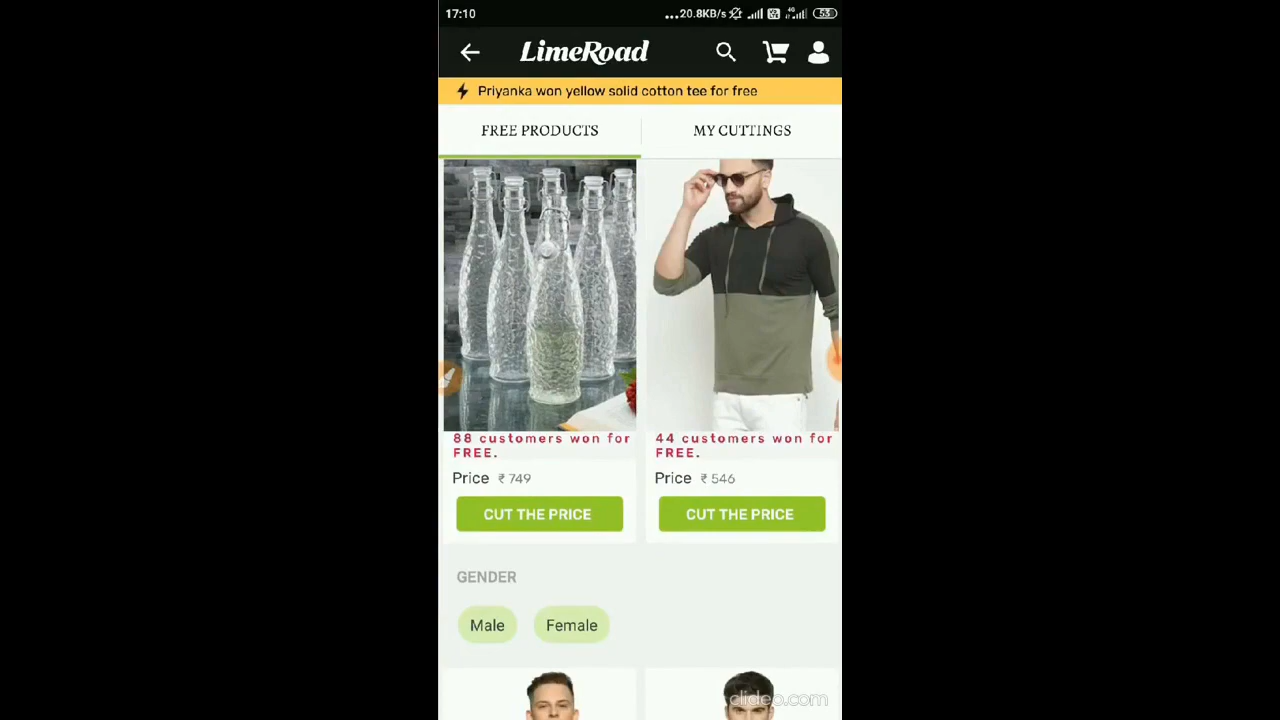 17:10
...20.8KB/s
4G
53
LimeRoad
Priyanka won yellow solid cotton tee for free
FREE PRODUCTS
MY CUTTINGS
88 customers won for
FREE.
Price ₹ 749
CUT THE PRICE
44 customers won for
FREE.
Price ₹ 546
CUT THE PRICE
GENDER
Male
Female
clideo.com